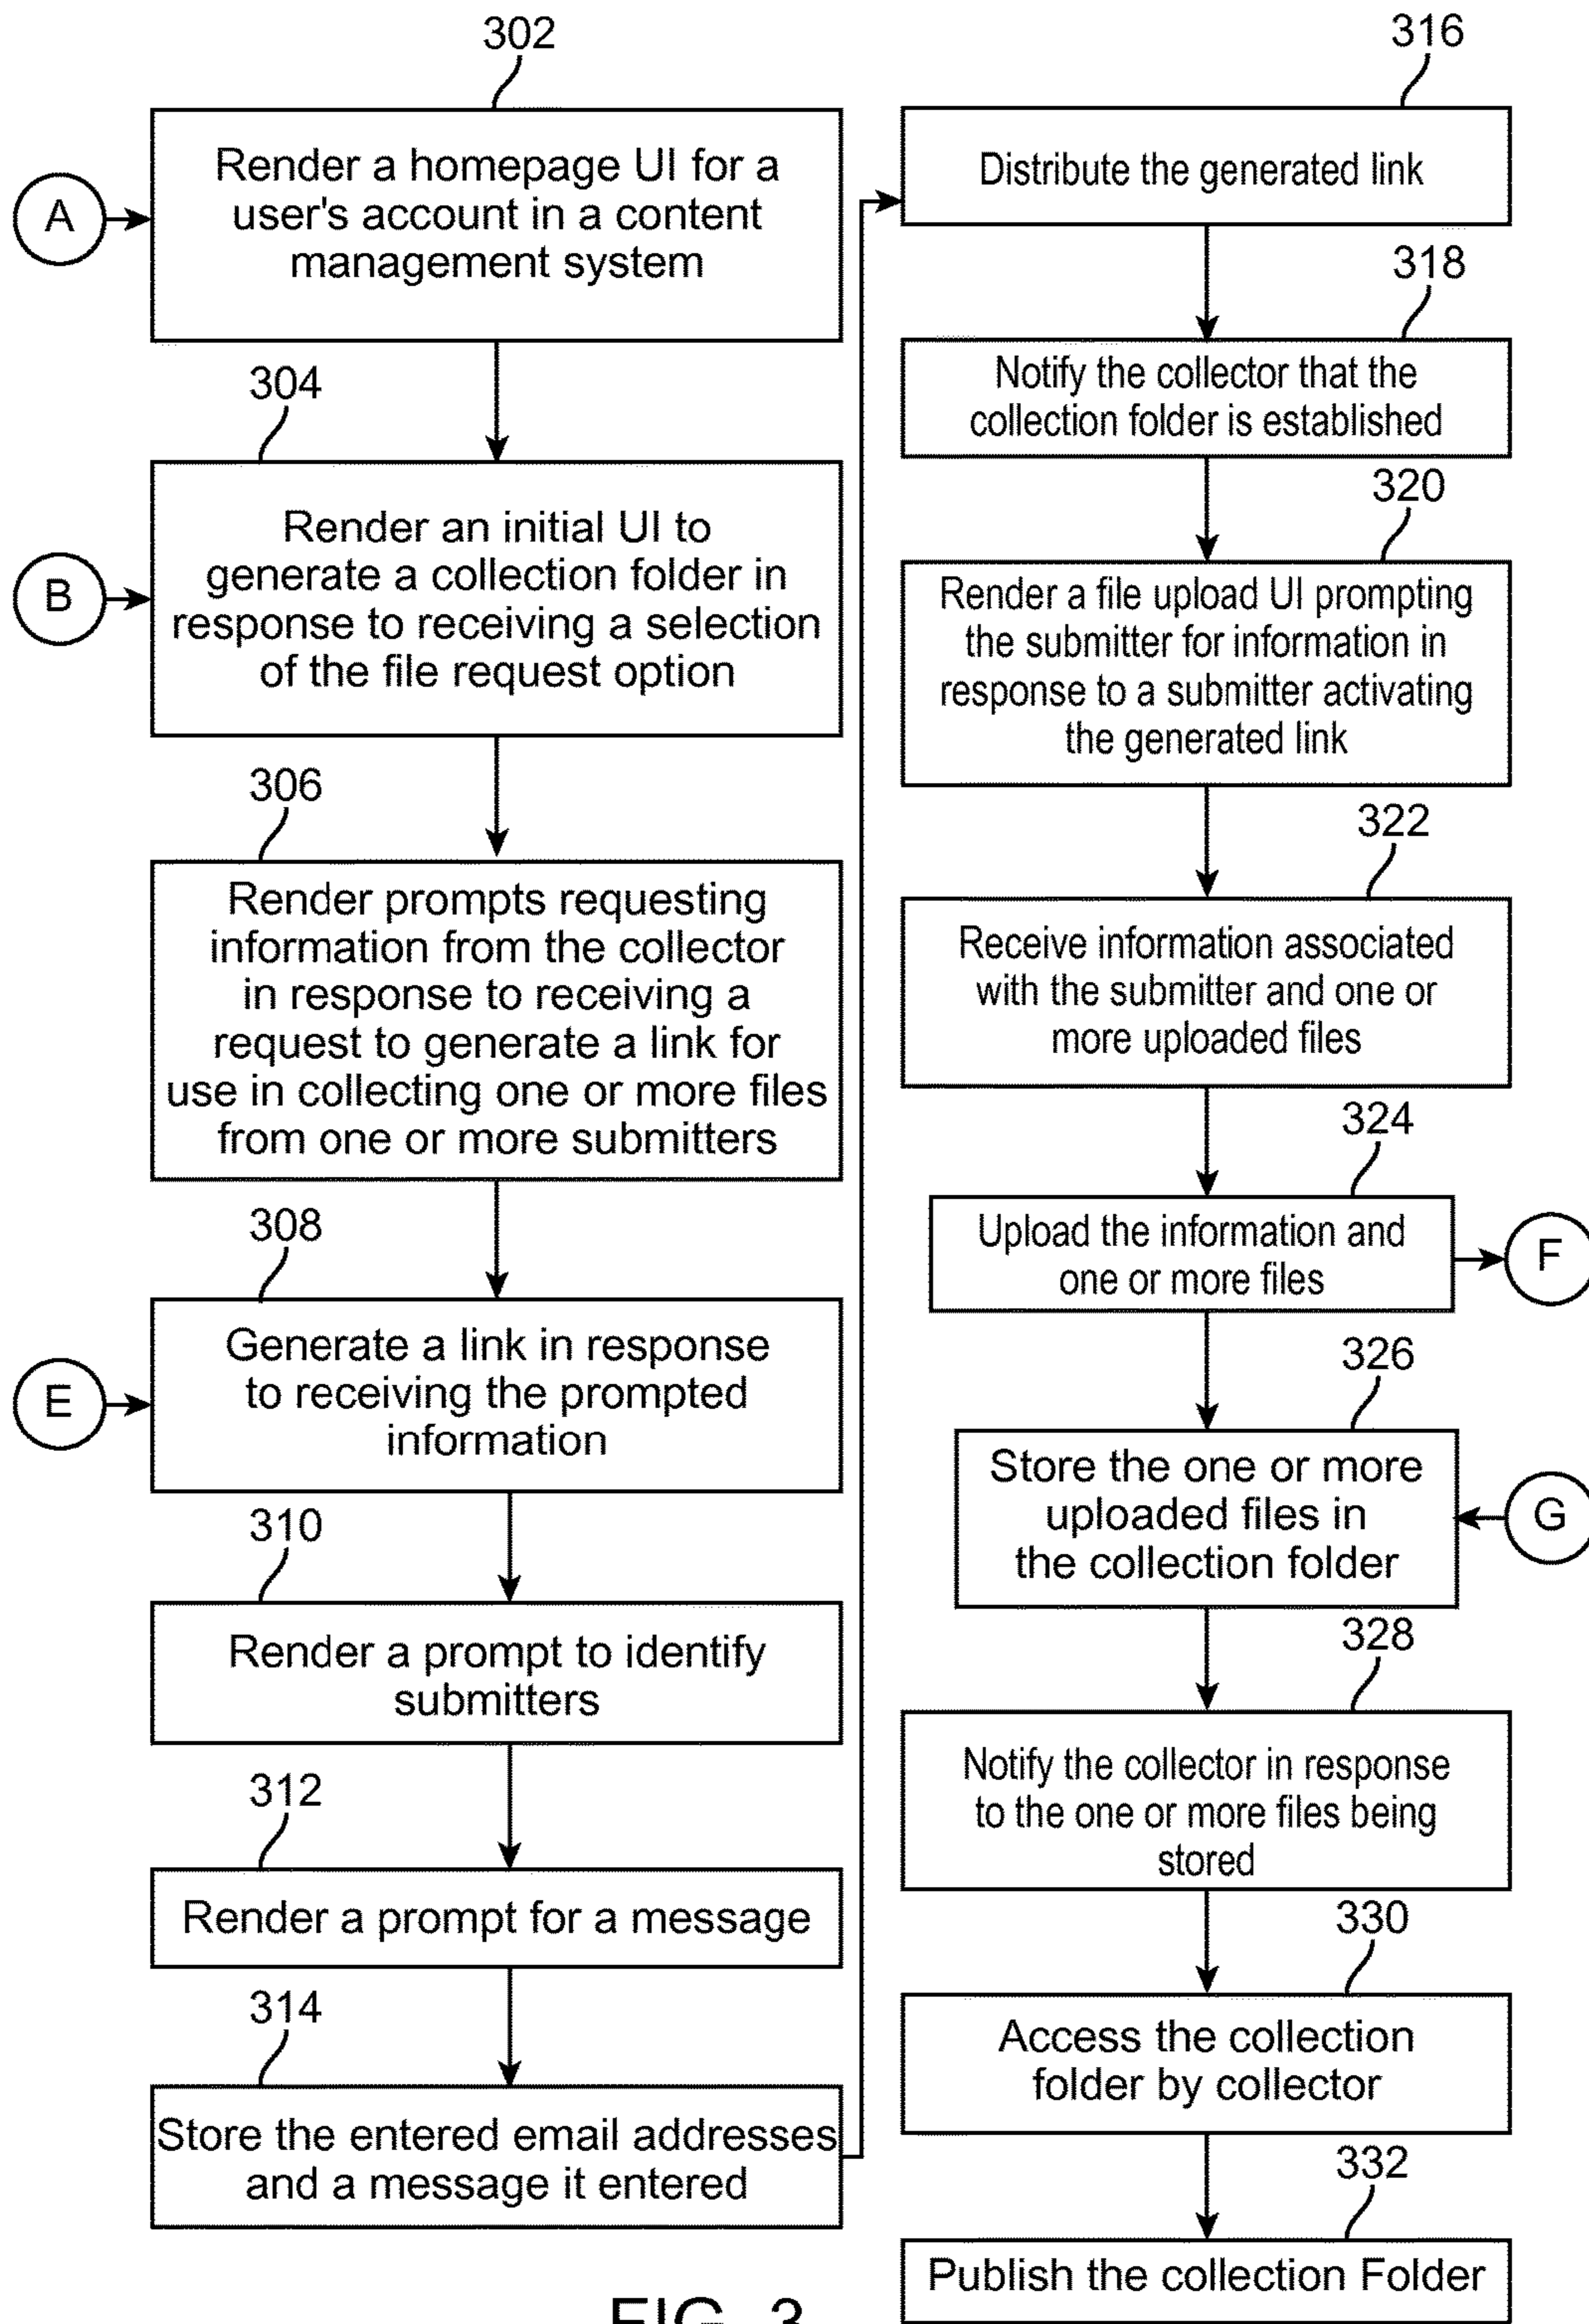 302
Render a homepage UI for a
user's account in a content
management system
A
304
Render an initial UI to
generate a collection folder in
response to receiving a selection
of the file request option
B
306
Render prompts requesting
information from the collector
in response to receiving a
request to generate a link for
use in collecting one or more files
from one or more submitters
308
Generate a link in response
to receiving the prompted
information
E
310
Render a prompt to identify
submitters
312
Render a prompt for a message
314
Store the entered email addresses
and a message it entered
316
Distribute the generated link
318
Notify the collector that the
collection folder is established
320
Render a file upload UI prompting
the submitter for information in
response to a submitter activating
the generated link
322
Receive information associated
with the submitter and one or
more uploaded files
324
Upload the information and
one or more files
F
326
Store the one or more
uploaded files in
the collection folder
G
328
Notify the collector in response
to the one or more files being
stored
330
Access the collection
folder by collector
332
Publish the collection Folder
FIG. 3